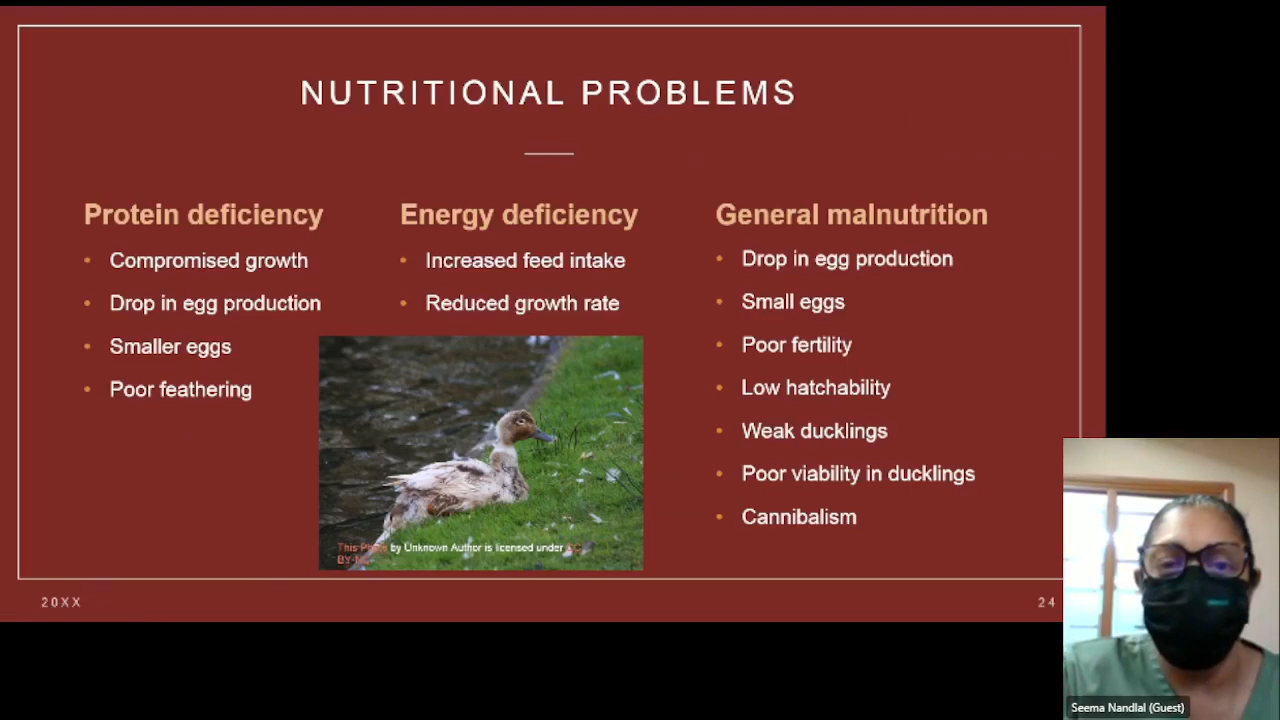 NUTRITIONAL PROBLEMS
Protein deficiency
• Compromised growth
• Drop in egg production
• Smaller eggs
• Poor feathering
Energy deficiency
• Increased feed intake
• Reduced growth rate
This Photo by Unknown Author is licensed under CC
BY-NC
General malnutrition
• Drop in egg production
• Small eggs
• Poor fertility
• Low hatchability
• Weak ducklings
• Poor viability in ducklings
• Cannibalism
20XX
24
Seema Nandlal (Guest)